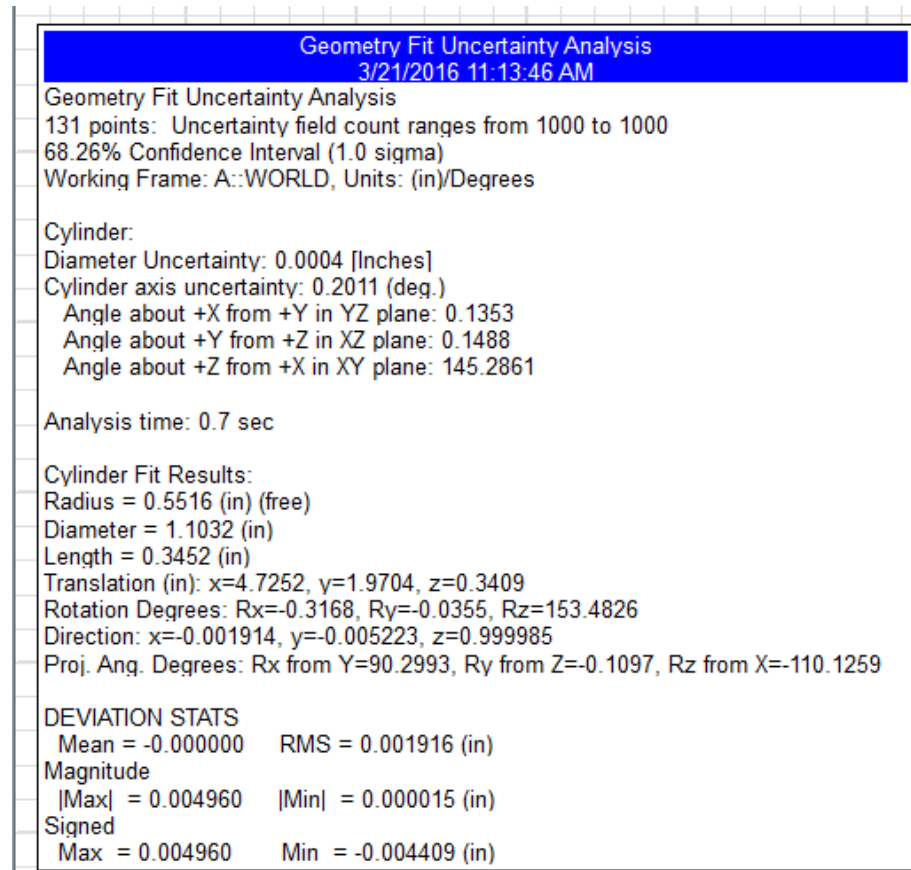 Geometry Fit Uncertainty Analysis
3/21/2016 11:13:46 AM
Geometry Fit Uncertainty Analysis
131 points:  Uncertainty field count ranges from 1000 to 1000
68.26% Confidence Interval (1.0 sigma)
Working Frame: A::WORLD, Units: (in)/Degrees
Cylinder:
Diameter Uncertainty: 0.0004 [Inches]
Cylinder axis uncertainty: 0.2011 (deg.)
Angle about +X from +Y in YZ plane: 0.1353
Angle about +Y from +Z in XZ plane: 0.1488
Angle about +Z from +X in XY plane: 145.2861
Analysis time: 0.7 sec
Cylinder Fit Results:
Radius = 0.5516 (in) (free)
Diameter = 1.1032 (in)
Length = 0.3452 (in)
Translation (in): x=4.7252, y=1.9704, z=0.3409
Rotation Degrees: Rx=-0.3168, Ry=-0.0355, Rz=153.4826
Direction: x=-0.001914, y=-0.005223, z=0.999985
Proj. Ang. Degrees: Rx from Y=90.2993, Ry from Z=-0.1097, Rz from X=-110.1259
DEVIATION STATS
Mean = -0.000000    RMS = 0.001916 (in)
Magnitude
|Max|  = 0.004960    |Min|  = 0.000015 (in)
Signed
Max  = 0.004960    Min  = -0.004409 (in)